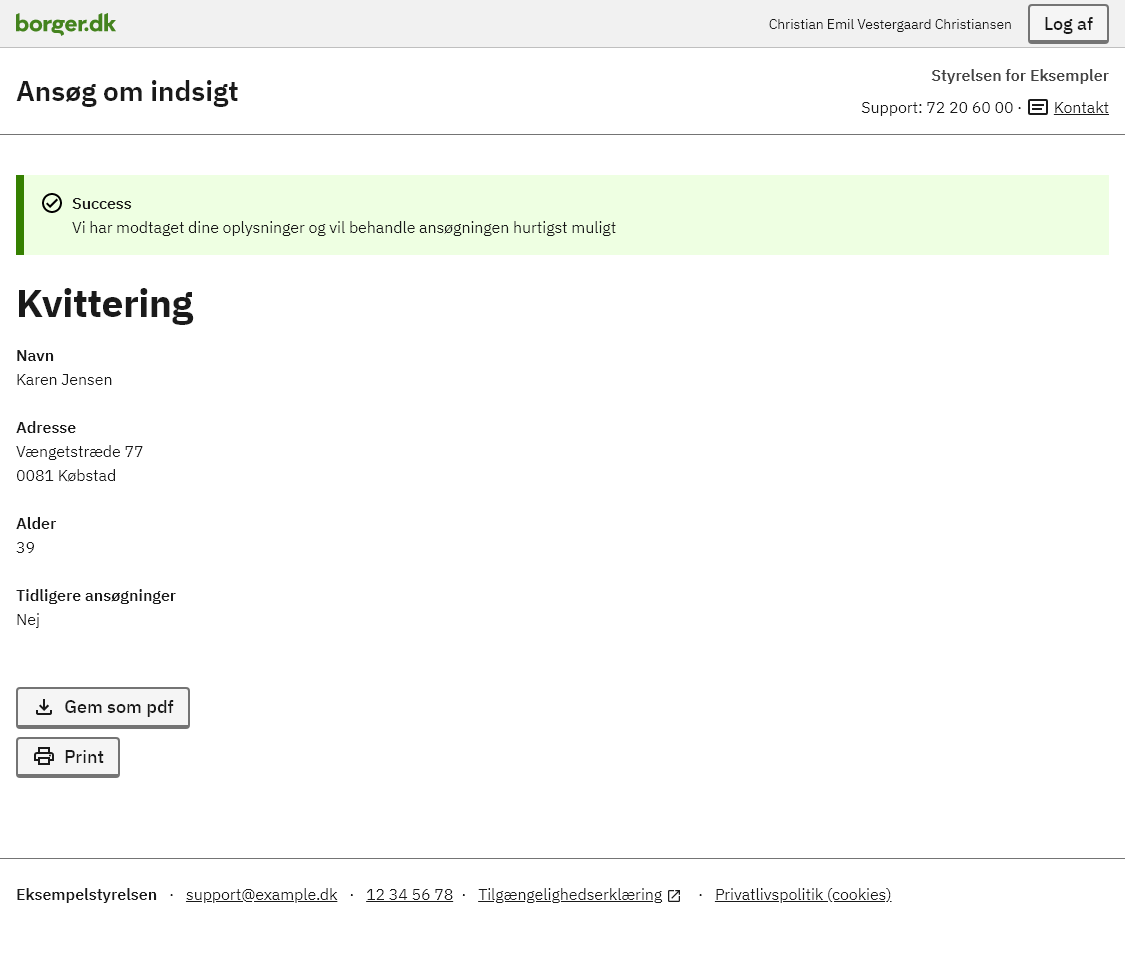 borger.dk
Christian Emil Vestergaard Christiansen
Log af
Ansøg om indsigt
Styrelsen for Eksempler
Support: 72 20 60 00 · Kontakt
Success
Vi har modtaget dine oplysninger og vil behandle ansøgningen hurtigst muligt
Kvittering
Navn
Karen Jensen
Adresse
Vængetstræde 77
0081 Købstad
Alder
39
Tidligere ansøgninger
Nej
Gem som pdf
Print
Eksempelstyrelsen · support@example.dk · 12 34 56 78 · Tilgængelighedserklæring · Privatlivspolitik (cookies)